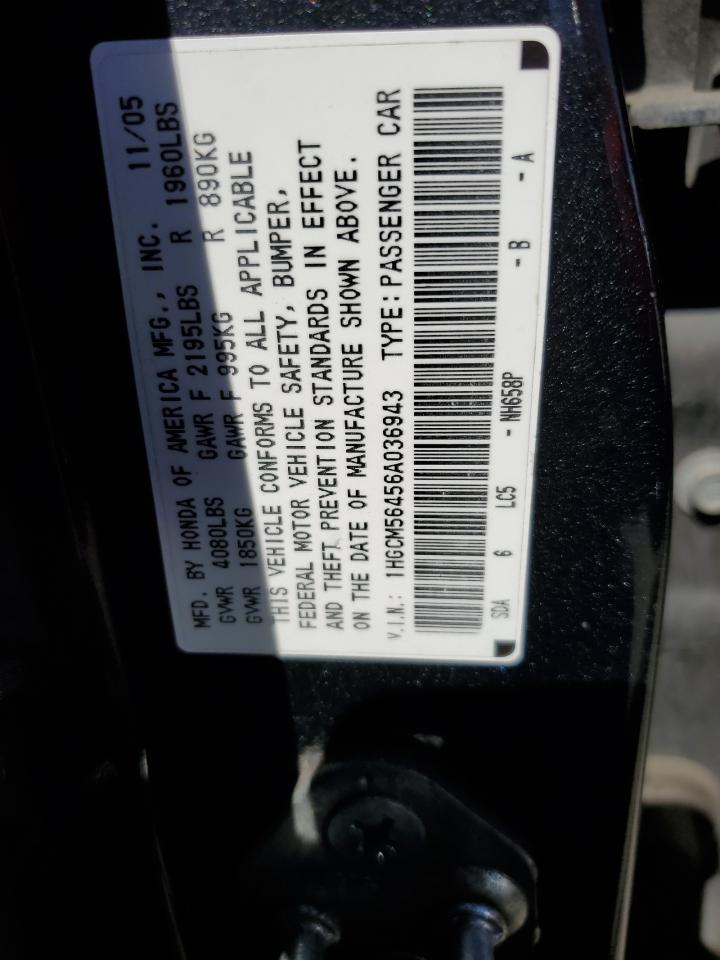 MFD. BY HONDA OF AMERICA MFG., INC. 11/05
GVWR 4080LBS GAWR F 2195LBS R 1960LBS
GVWR 1850KG GAWR F 995KG R 890KG
THIS VEHICLE CONFORMS TO ALL APPLICABLE
FEDERAL MOTOR VEHICLE SAFETY, BUMPER,
AND THEFT PREVENTION STANDARDS IN EFFECT
ON THE DATE OF MANUFACTURE SHOWN ABOVE.
V.I.N.: 1HGCM56456A036943 TYPE: PASSENGER CAR
SDA 6 LC5 - NH658P - B - A